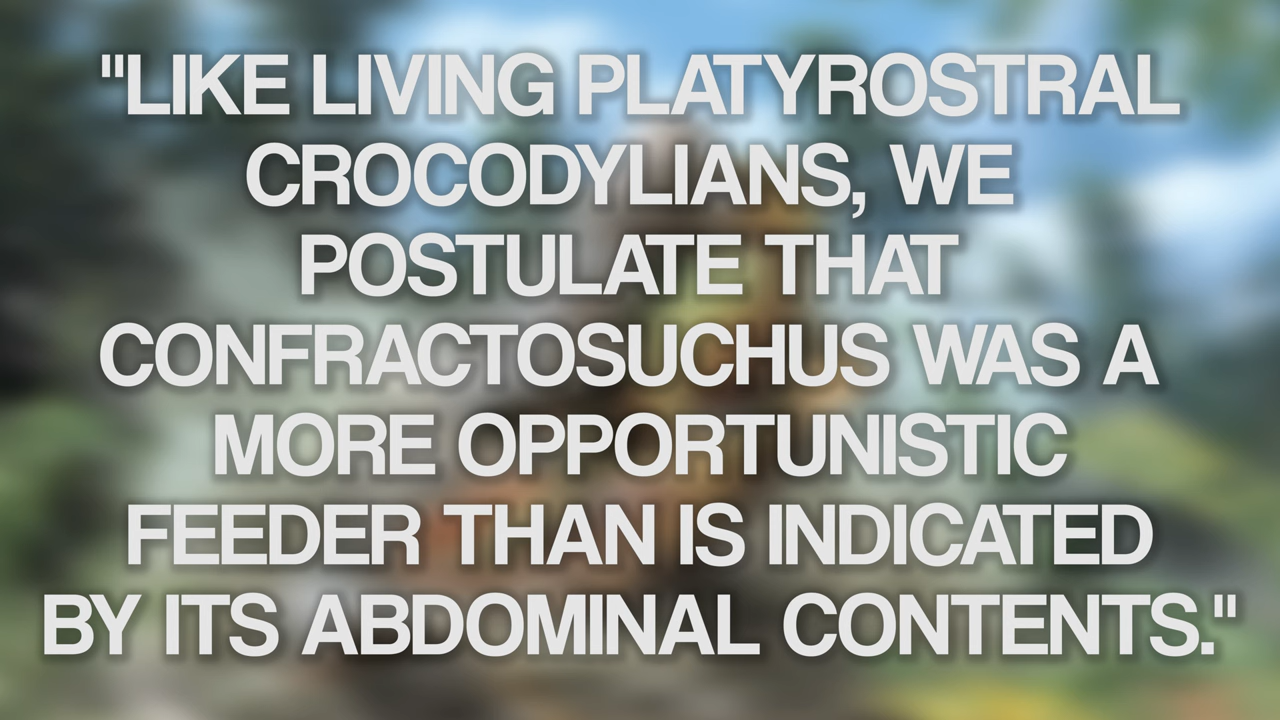 "LIKE LIVING PLATYROSTRAL
CROCODYLIANS, WE
POSTULATE THAT
CONFRACTOSUCHUS WAS A
MORE OPPORTUNISTIC
FEEDER THAN IS INDICATED
BY ITS ABDOMINAL CONTENTS."